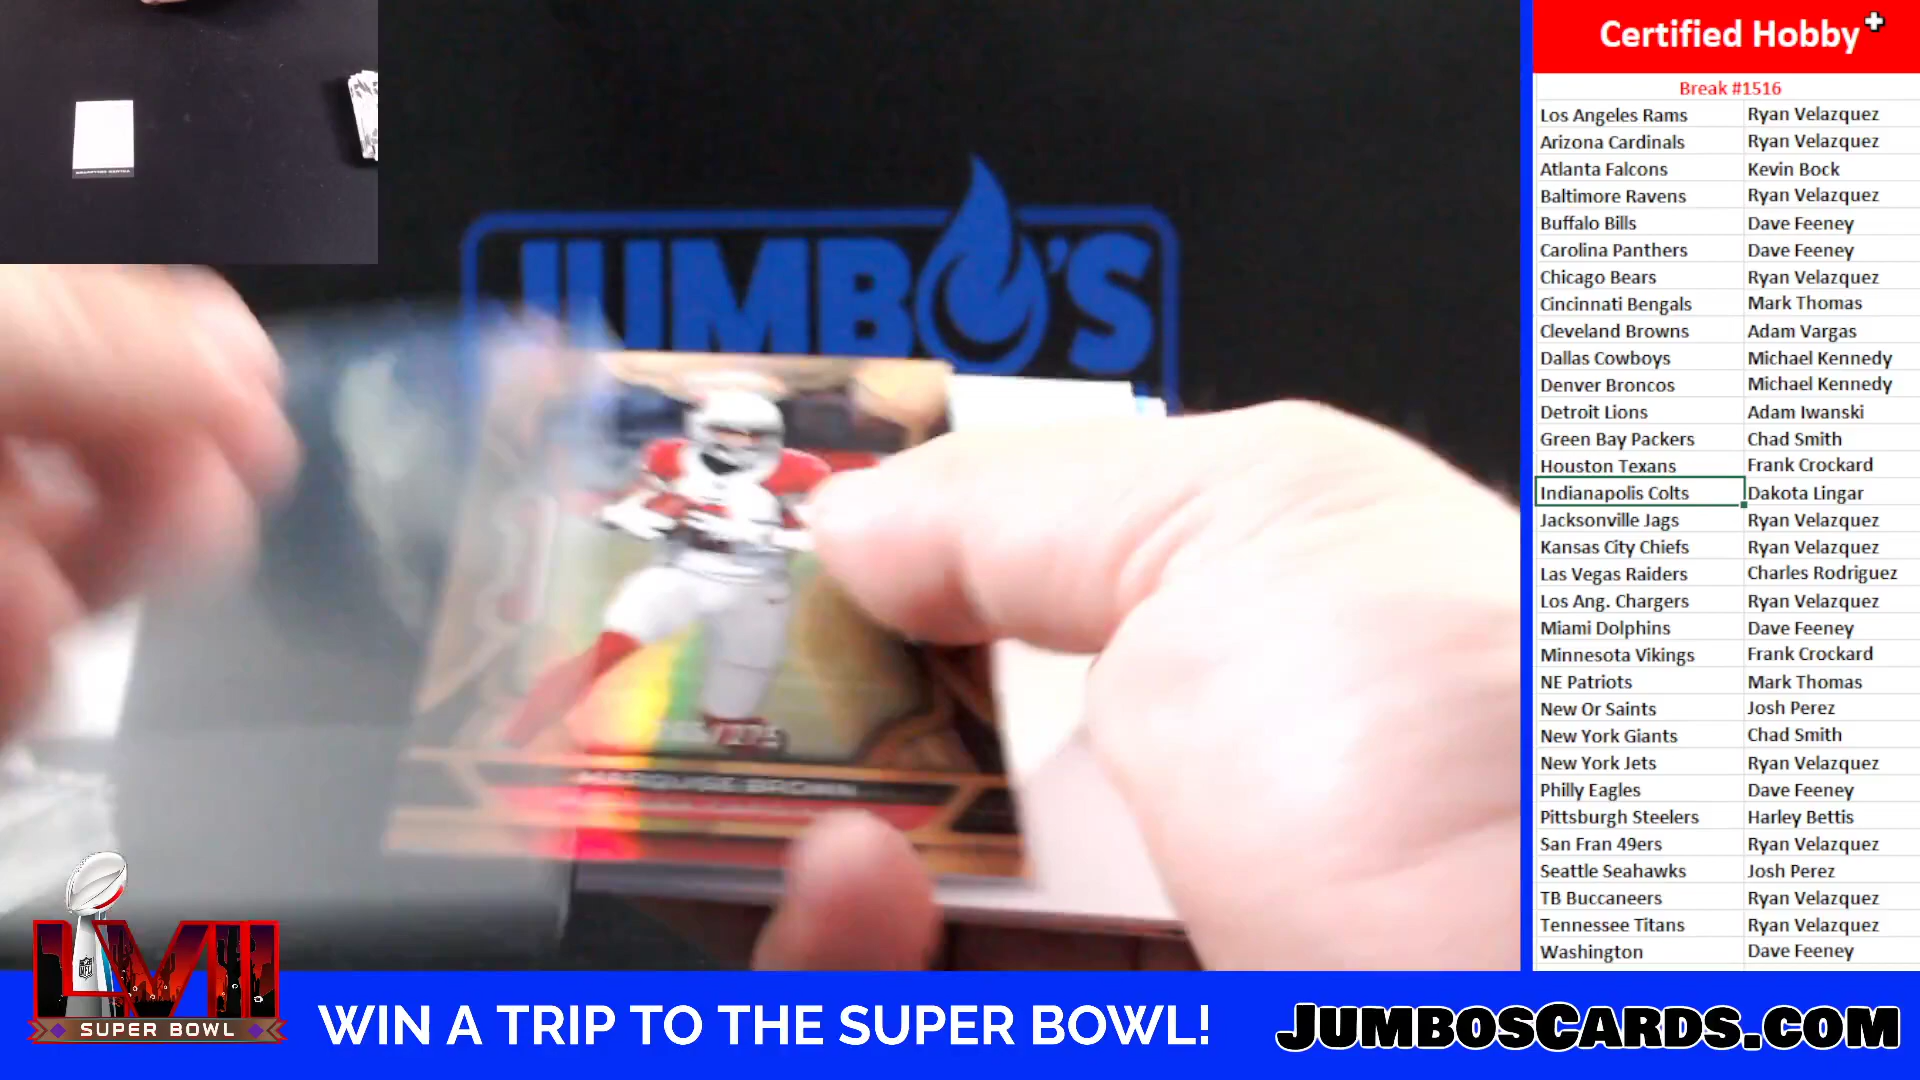 Certified Hobby
Break #1516
Los Angeles Rams Ryan Velazquez
Arizona Cardinals Ryan Velazquez
Atlanta Falcons Kevin Bock
Baltimore Ravens Ryan Velazquez
Buffalo Bills Dave Feeney
Carolina Panthers Dave Feeney
Chicago Bears Ryan Velazquez
Cincinnati Bengals Mark Thomas
Cleveland Browns Adam Vargas
Dallas Cowboys Michael Kennedy
Denver Broncos Michael Kennedy
Detroit Lions Adam Iwanski
Green Bay Packers Chad Smith
Houston Texans Frank Crockard
Indianapolis Colts Dakota Lingar
Jacksonville Jags Ryan Velazquez
Kansas City Chiefs Ryan Velazquez
Las Vegas Raiders Charles Rodriguez
Los Ang. Chargers Ryan Velazquez
Miami Dolphins Dave Feeney
Minnesota Vikings Frank Crockard
NE Patriots Mark Thomas
New Or Saints Josh Perez
New York Giants Chad Smith
New York Jets Ryan Velazquez
Philly Eagles Dave Feeney
Pittsburgh Steelers Harley Bettis
San Fran 49ers Ryan Velazquez
Seattle Seahawks Josh Perez
TB Buccaneers Ryan Velazquez
Tennessee Titans Ryan Velazquez
Washington Dave Feeney
JUMBO'S
MARQUISE BROWN
LVII
NFL
SUPER BOWL
WIN A TRIP TO THE SUPER BOWL!
JUMBOSCARDS.COM